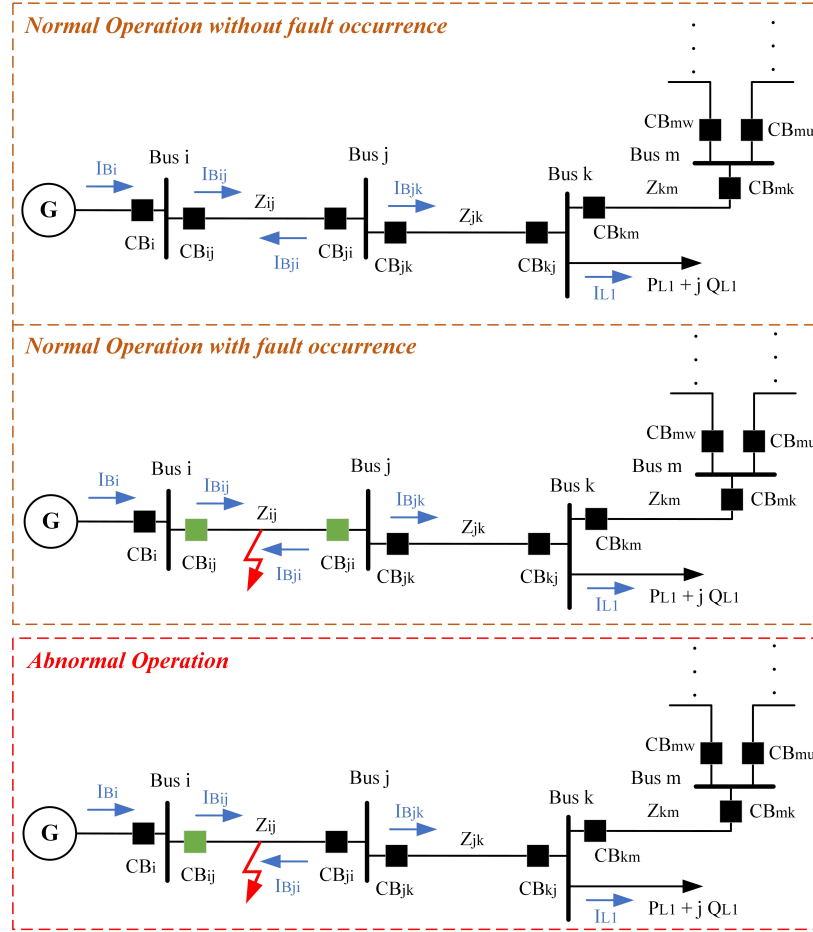 Normal Operation without fault occurrence
CBmw
CBmu
Bus m
Bus i
Bus j
Bus k
IBi
IBij
IBjk
Zij
Zjk
Zkm
CBmk
G
CBi
CBij
IBji
CBji
CBjk
CBkj
CBkm
IL1
PL1 + j QL1
Normal Operation with fault occurrence
CBmw
CBmu
Bus m
Bus i
Bus j
Bus k
IBi
IBij
IBjk
Zij
Zjk
Zkm
CBmk
G
CBi
CBij
IBji
CBji
CBjk
CBkj
CBkm
IL1
PL1 + j QL1
Abnormal Operation
CBmw
CBmu
Bus m
Bus i
Bus j
Bus k
IBi
IBij
IBjk
Zij
Zjk
Zkm
CBmk
G
CBi
CBij
IBji
CBji
CBjk
CBkj
CBkm
IL1
PL1 + j QL1